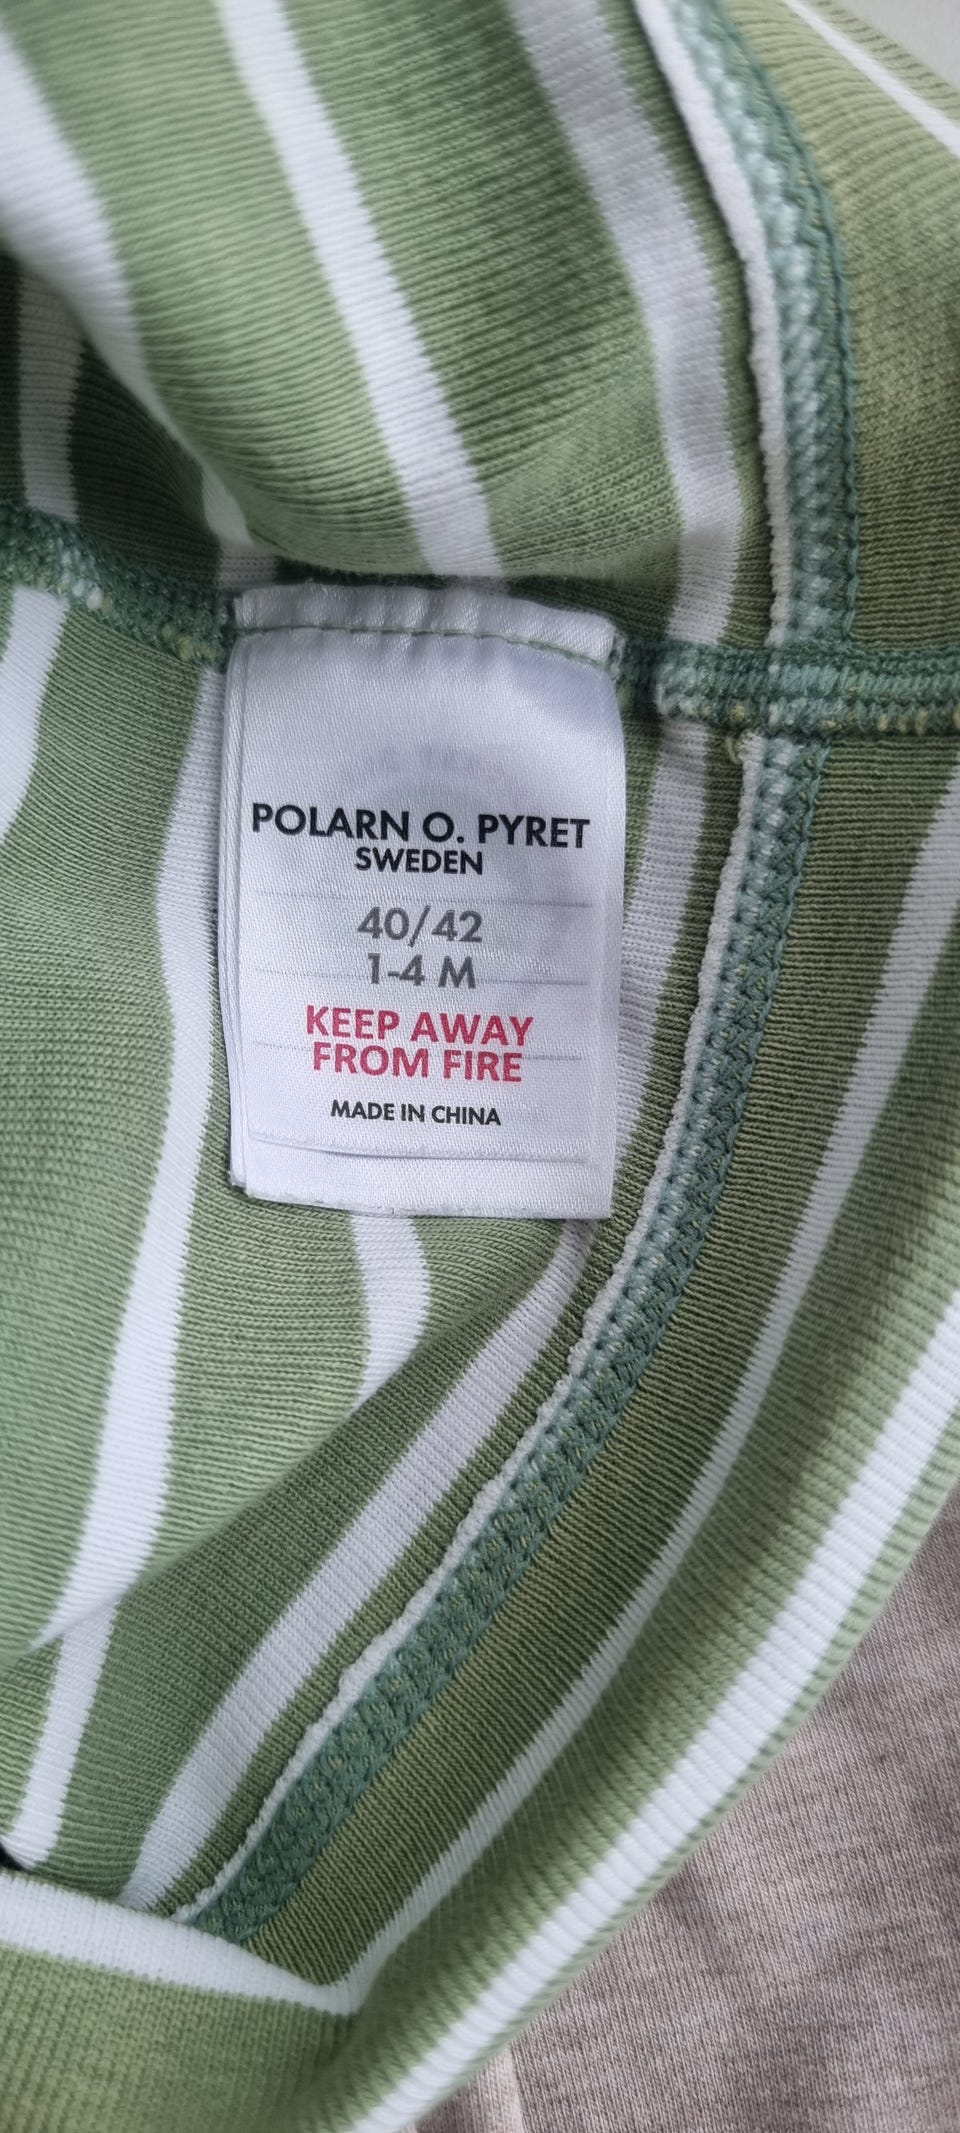 POLARN O. PYRET
SWEDEN
40/42
1-4 M
KEEP AWAY
FROM FIRE
MADE IN CHINA